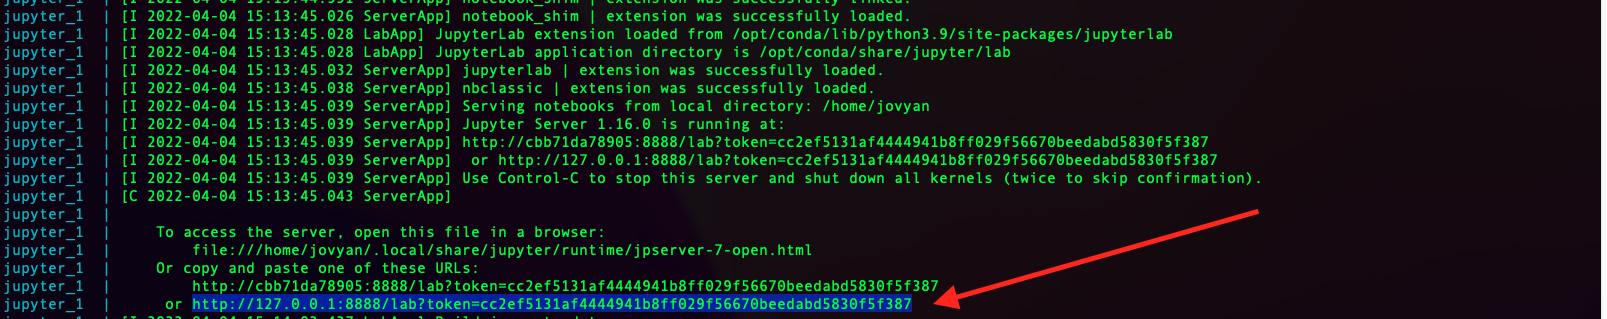 jupyter_1 | [I 2022-04-04 15:13:45.026 ServerApp] notebook_shim | extension was successfully loaded.
jupyter_1 | [I 2022-04-04 15:13:45.028 LabApp] JupyterLab extension loaded from /opt/conda/lib/python3.9/site-packages/jupyterlab
jupyter_1 | [I 2022-04-04 15:13:45.028 LabApp] JupyterLab application directory is /opt/conda/share/jupyter/lab
jupyter_1 | [I 2022-04-04 15:13:45.032 ServerApp] jupyterlab | extension was successfully loaded.
jupyter_1 | [I 2022-04-04 15:13:45.038 ServerApp] nbclassic | extension was successfully loaded.
jupyter_1 | [I 2022-04-04 15:13:45.039 ServerApp] Serving notebooks from local directory: /home/jovyan
jupyter_1 | [I 2022-04-04 15:13:45.039 ServerApp] Jupyter Server 1.16.0 is running at:
jupyter_1 | [I 2022-04-04 15:13:45.039 ServerApp] http://cbb71da78905:8888/lab?token=cc2ef5131af4444941b8ff029f56670beedabd5830f5f387
jupyter_1 | [I 2022-04-04 15:13:45.039 ServerApp]  or http://127.0.0.1:8888/lab?token=cc2ef5131af4444941b8ff029f56670beedabd5830f5f387
jupyter_1 | [I 2022-04-04 15:13:45.039 ServerApp] Use Control-C to stop this server and shut down all kernels (twice to skip confirmation).
jupyter_1 | [C 2022-04-04 15:13:45.043 ServerApp]
jupyter_1 |
jupyter_1 |     To access the server, open this file in a browser:
jupyter_1 |         file:///home/jovyan/.local/share/jupyter/runtime/jpserver-7-open.html
jupyter_1 |     Or copy and paste one of these URLs:
jupyter_1 |         http://cbb71da78905:8888/lab?token=cc2ef5131af4444941b8ff029f56670beedabd5830f5f387
jupyter_1 |      or http://127.0.0.1:8888/lab?token=cc2ef5131af4444941b8ff029f56670beedabd5830f5f387